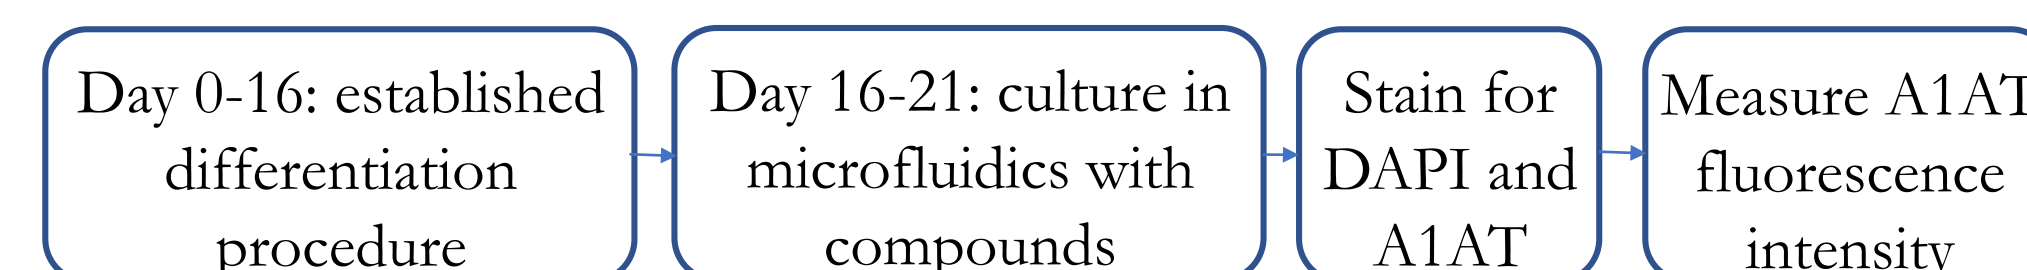 Day 0-16: established
differentiation
procedure
Day 16-21: culture in
microfluidics with
compounds
Stain for
DAPI and
A1AT
Measure A1AT
fluorescence
intensity